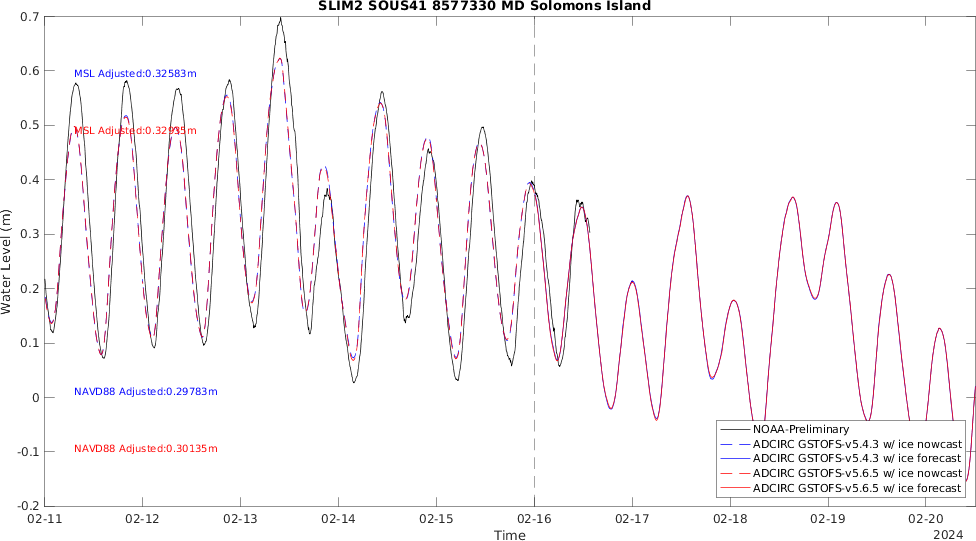 SLIM2 SOUS41 8577330 MD Solomons Island
Water Level (m)
0.7
0.6
0.5
0.4
0.3
0.2
0.1
0
-0.1
-0.2
MSL Adjusted:0.32583m
MSL Adjusted:0.32935m
NAVD88 Adjusted:0.29783m
NAVD88 Adjusted:0.30135m
NOAA-Preliminary
ADCIRC GSTOFS-v5.4.3 w/ ice nowcast
ADCIRC GSTOFS-v5.4.3 w/ ice forecast
ADCIRC GSTOFS-v5.6.5 w/ ice nowcast
ADCIRC GSTOFS-v5.6.5 w/ ice forecast
02-11 02-12 02-13 02-14 02-15 02-16 02-17 02-18 02-19 02-20
Time
2024